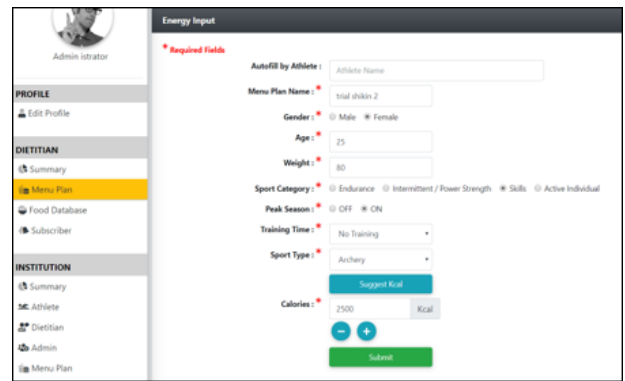 Energy Input
Admin istrator
PROFILE
Edit Profile
DIETITIAN
Summary
Menu Plan
Food Database
Subscriber
INSTITUTION
Summary
Athlete
Dietitian
Admin
Menu Plan
* Required Fields
Autofill by Athlete : Athlete Name
Menu Plan Name : * trial shikin 2
Gender : * Male Female
Age : * 25
Weight : * 80
Sport Category : * Endurance Intermittent / Power Strength Skills Active Individual
Peak Season : * OFF ON
Training Time : * No Training
Sport Type : * Archery
Suggest Kcal
Calories : * 2500 Kcal
− +
Submit